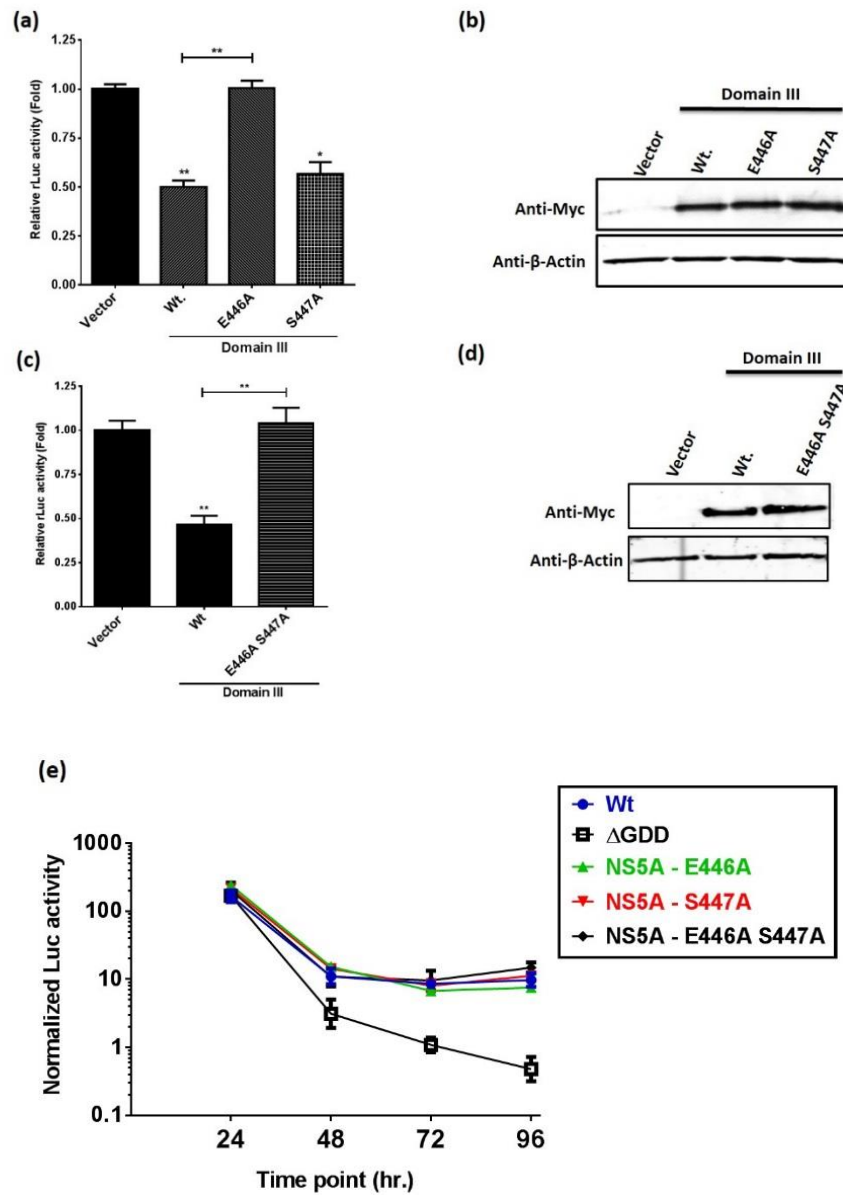 (a)
1.25
1.00
0.75
0.50
0.25
0.00
Relative rLuc activity (Fold)
**
**
*
Vector
Wt.
E446A
S447A
Domain III
(b)
Domain III
Vector
Wt.
E446A
S447A
Anti-Myc
Anti-β-Actin
(c)
1.25
1.00
0.75
0.50
0.25
0.00
Relative rLuc activity (Fold)
**
**
Vector
Wt
E446A S447A
Domain III
(d)
Domain III
Vector
Wt.
E446A S447A
Anti-Myc
Anti-β-Actin
(e)
1000
100
10
1
0.1
Normalized Luc activity
24 48 72 96
Time point (hr.)
Wt
ΔGDD
NS5A - E446A
NS5A - S447A
NS5A - E446A S447A